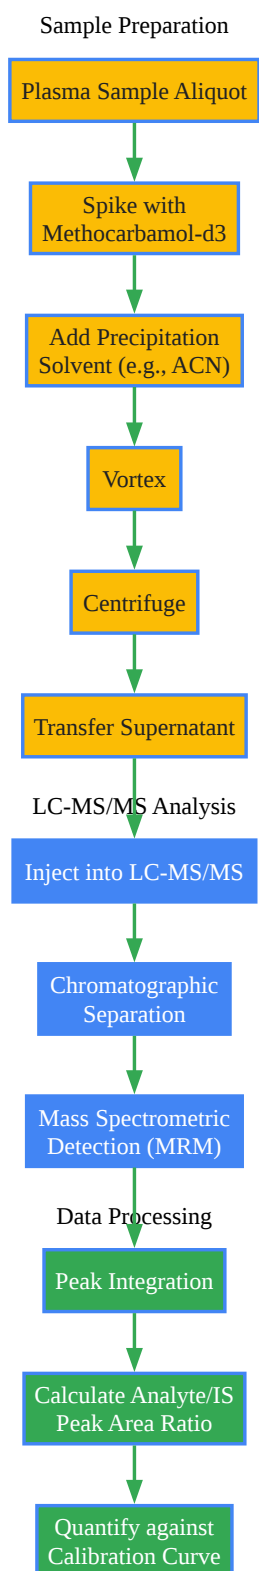 Sample Preparation
Plasma Sample Aliquot
Spike with
Methocarbamol-d3
Add Precipitation
Solvent (e.g., ACN)
Vortex
Centrifuge
Transfer Supernatant
LC-MS/MS Analysis
Inject into LC-MS/MS
Chromatographic
Separation
Mass Spectrometric
Detection (MRM)
Data Processing
Peak Integration
Calculate Analyte/IS
Peak Area Ratio
Quantify against
Calibration Curve